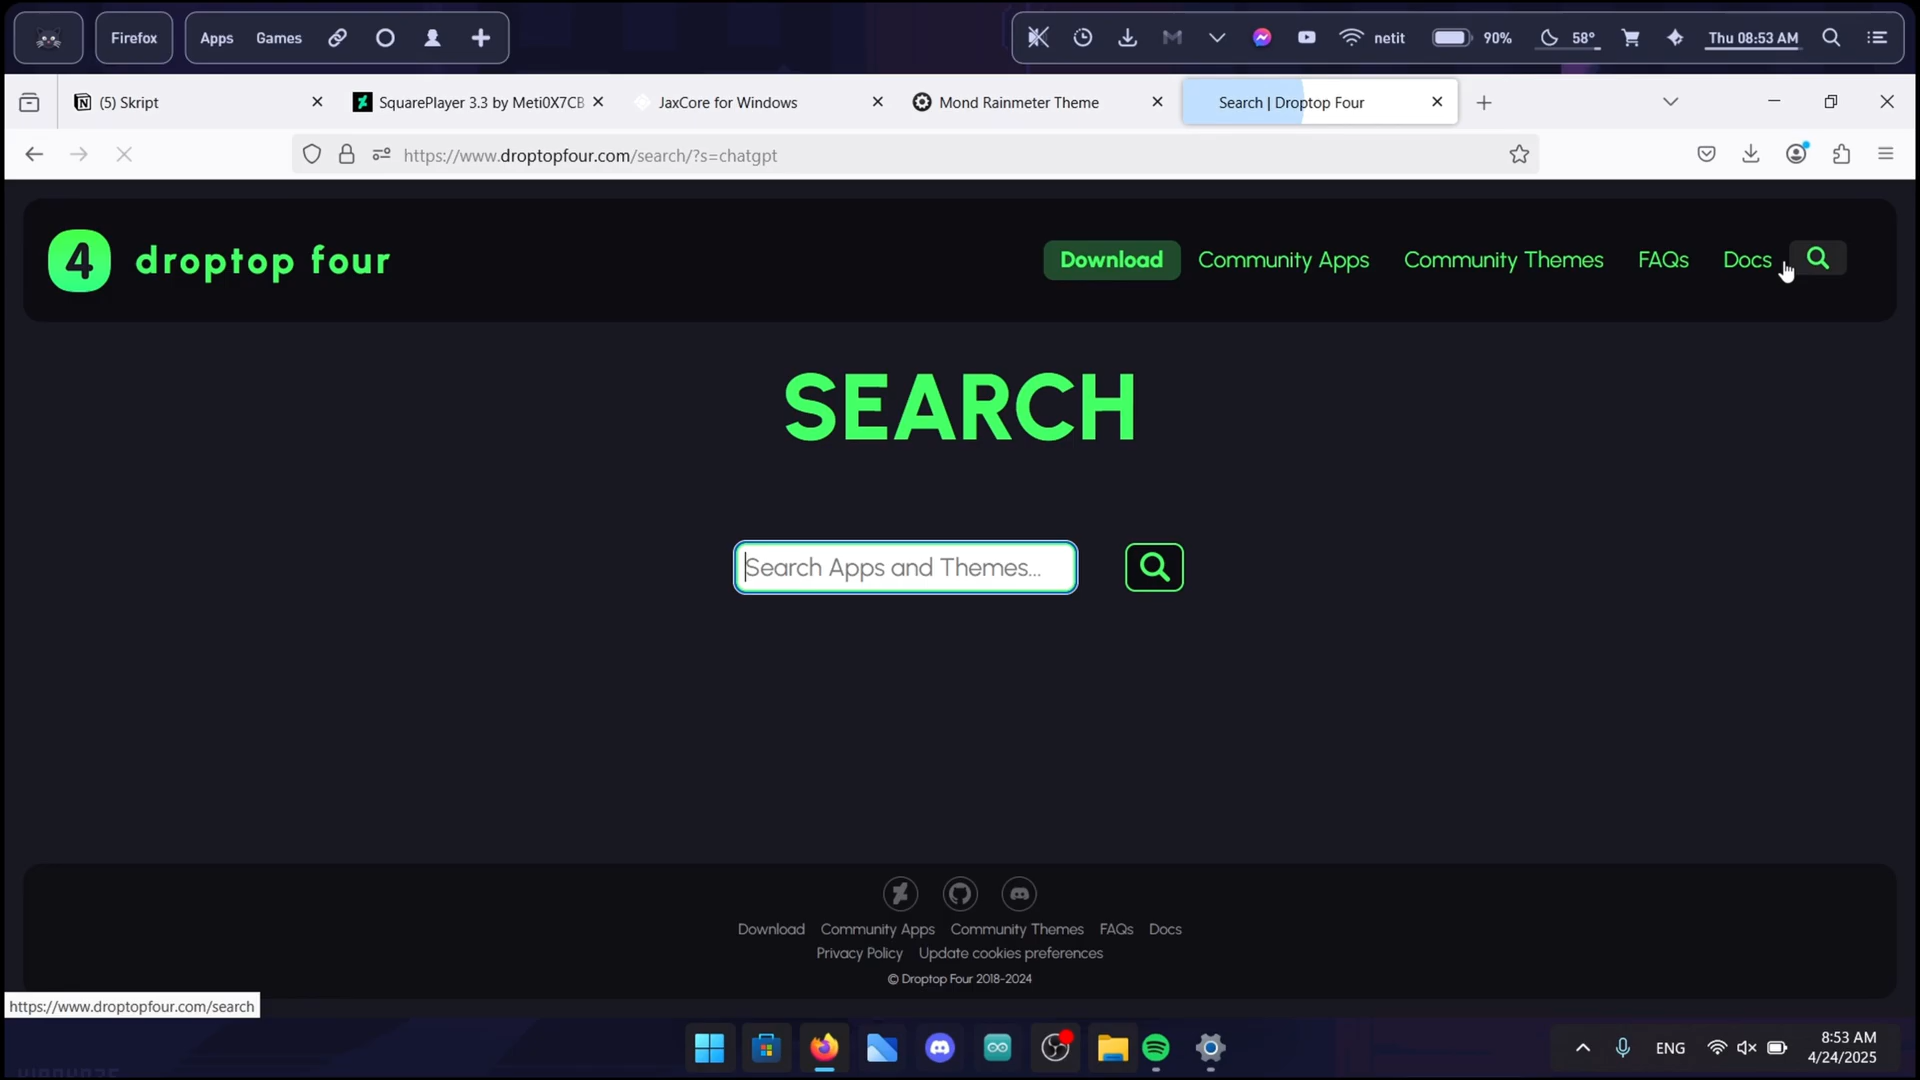 Firefox Apps Games netit 90% 58° Thu 08:53 AM
(5) Skript SquarePlayer 3.3 by Meti0X7CB JaxCore for Windows Mond Rainmeter Theme Search | Droptop Four
https://www.droptopfour.com/search/?s=chatgpt
4 droptop four Download Community Apps Community Themes FAQs Docs
SEARCH
Search Apps and Themes...
Download Community Apps Community Themes FAQs Docs
Privacy Policy Update cookies preferences
© Droptop Four 2018-2024
https://www.droptopfour.com/search
ENG 8:53 AM
4/24/2025